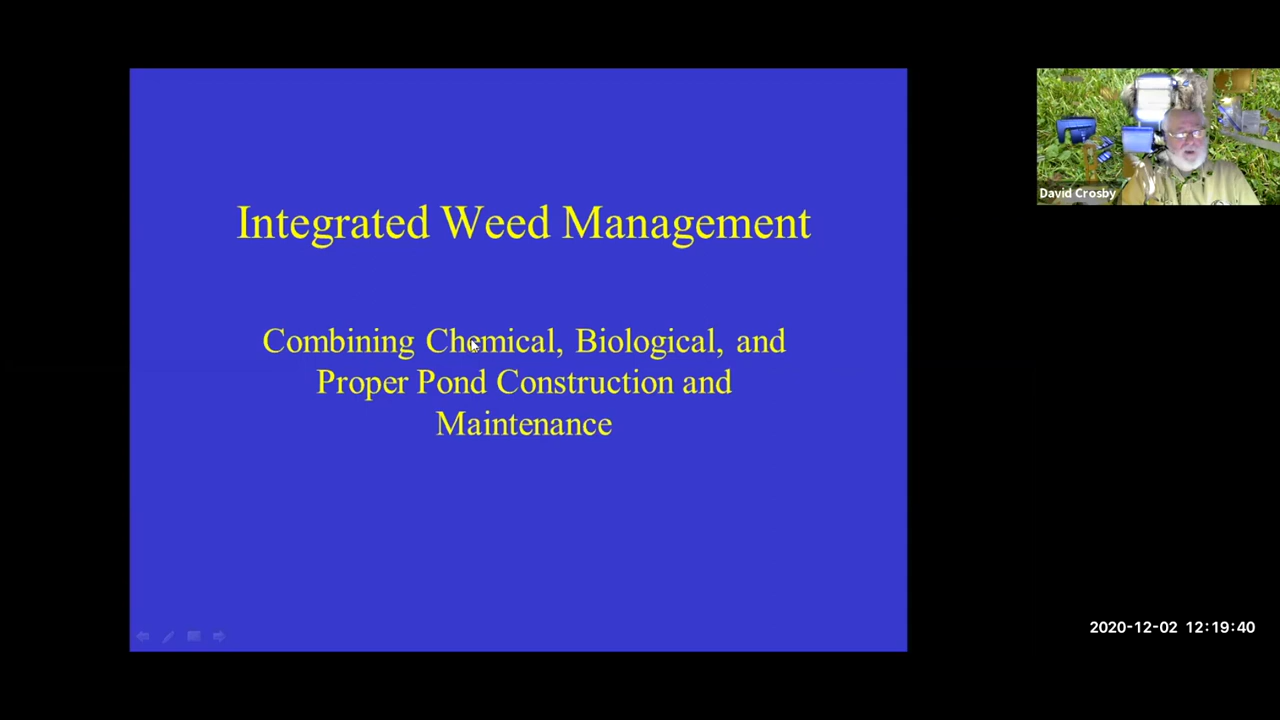 Integrated Weed Management
Combining Chemical, Biological, and
Proper Pond Construction and
Maintenance
David Crosby
2020-12-02 12:19:40